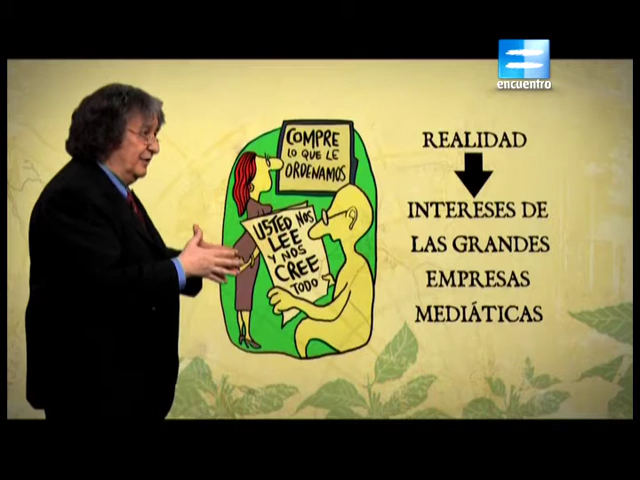 encuentro
COMPRE
LO QUE LE
ORDENAMOS
USTED NOS
LEE
Y NOS
CREE
TODO
REALIDAD
INTERESES DE
LAS GRANDES
EMPRESAS
MEDIÁTICAS